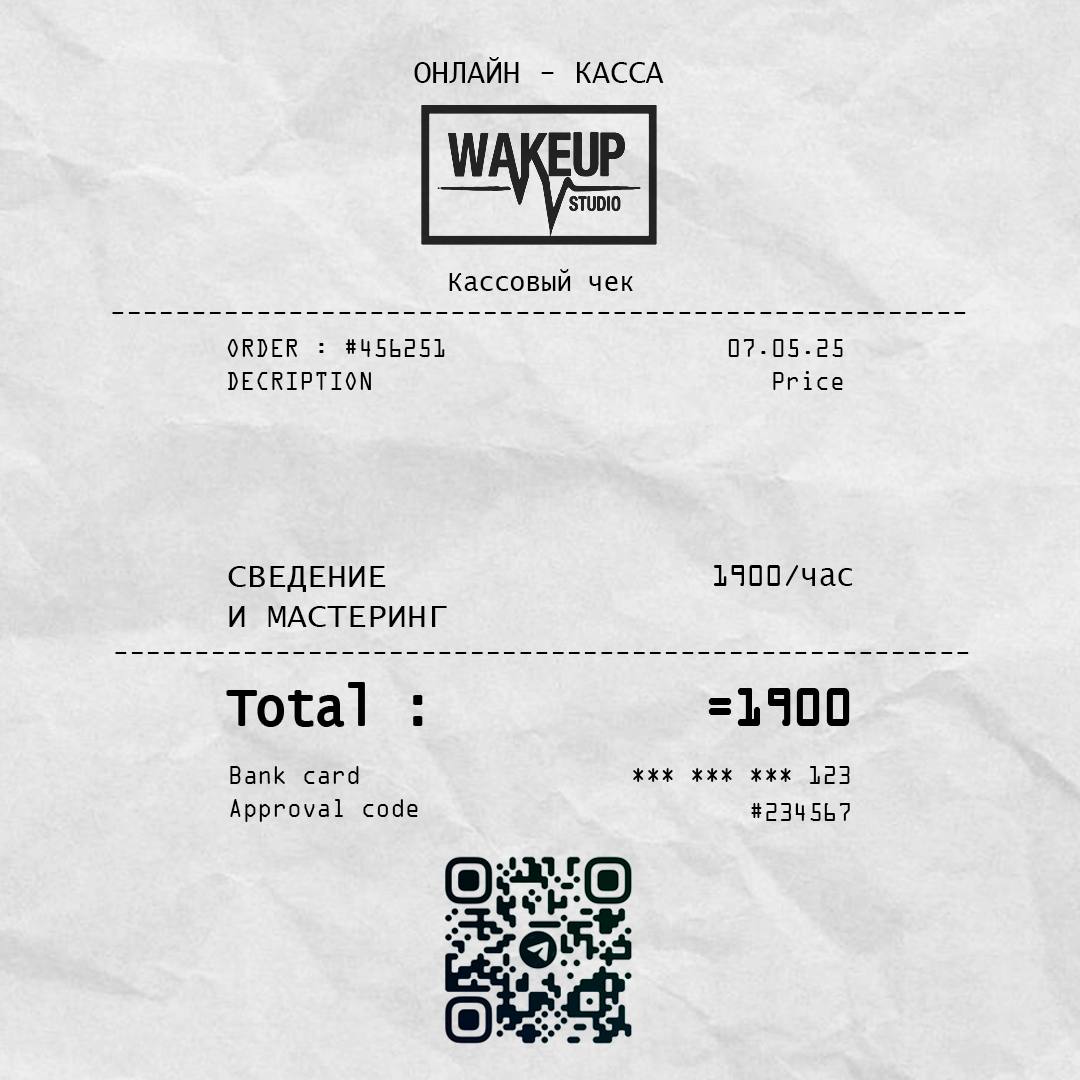 ОНЛАЙН - КАССА
WAKEUP
STUDIO
Кассовый чек
ORDER : #456251 07.05.25
DECRIPTION Price
СВЕДЕНИЕ 1900/час
И МАСТЕРИНГ
Total : =1900
Bank card *** *** *** 123
Approval code #234567